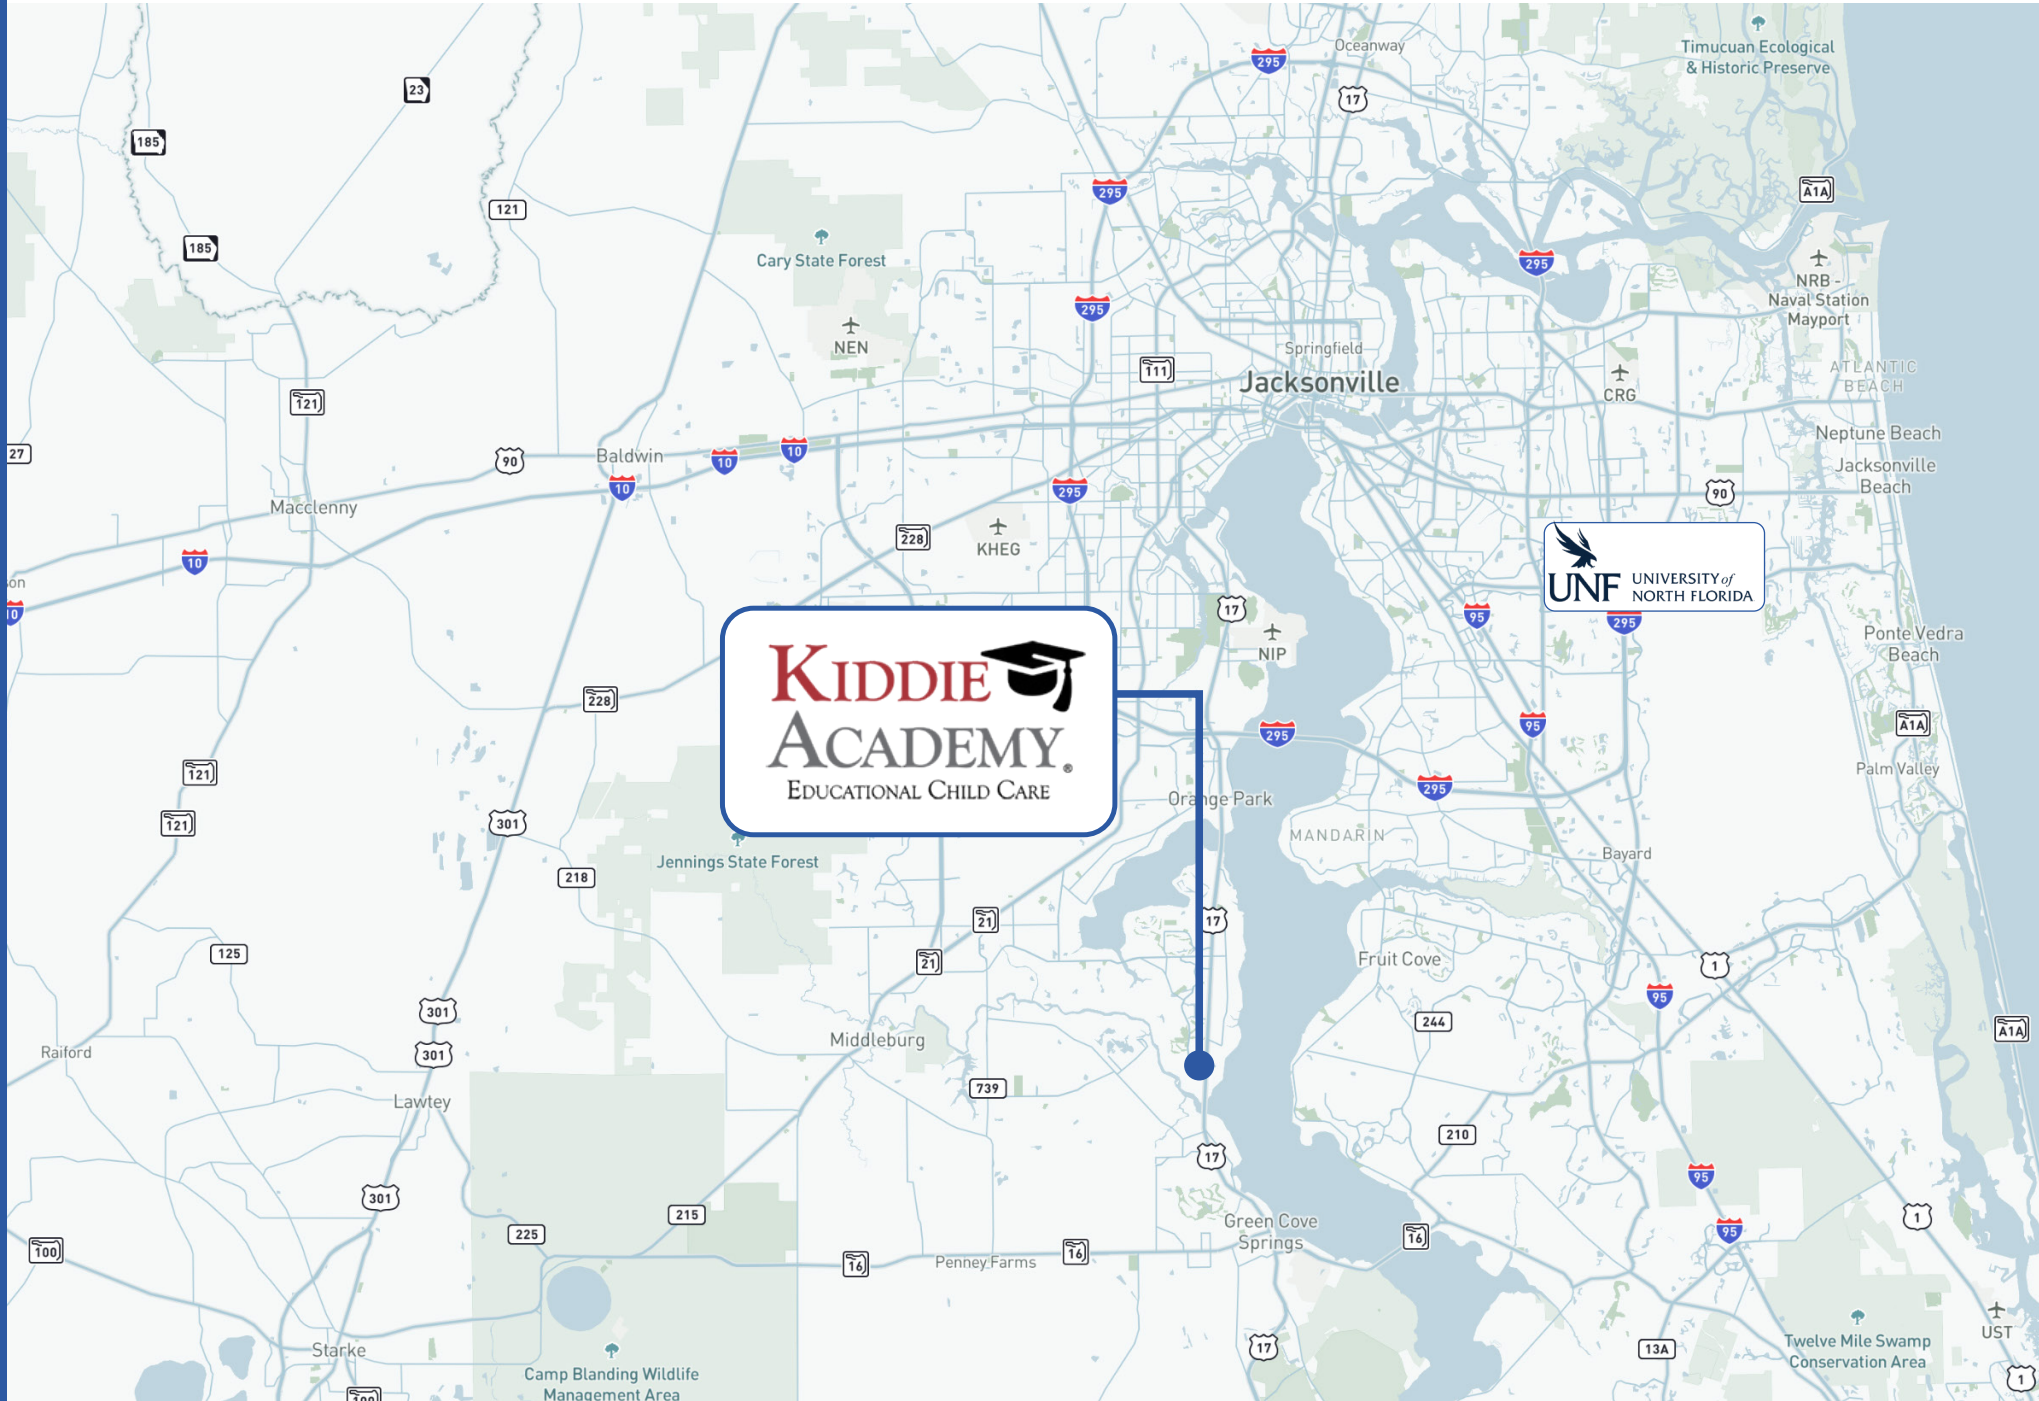 Oceanway
Timucuan Ecological
& Historic Preserve
295
17
23
185
295
A1A
121
185
Cary State Forest
295
NRB -
Naval Station
Mayport
295
NEN
Springfield
111
Jacksonville
ATLANTIC
BEACH
CRG
121
Neptune Beach
27
90
Baldwin
10
10
Jacksonville
Beach
10
295
90
Macclenny
228
KHEG
10
UNF UNIVERSITY of
NORTH FLORIDA
17
95
295
NIP
Ponte Vedra
Beach
KIDDIE
ACADEMY®
EDUCATIONAL CHILD CARE
228
295
95
A1A
121
Palm Valley
295
Orange Park
121
301
MANDARIN
Bayard
Jennings State Forest
218
21
17
125
21
Fruit Cove
1
95
301
244
A1A
Middleburg
Raiford
301
739
Lawtey
210
17
95
301
215
1
Green Cove
Springs
225
95
100
16
Penney Farms
16
16
UST
Starke
17
13A
Twelve Mile Swamp
Conservation Area
Camp Blanding Wildlife
Management Area
1